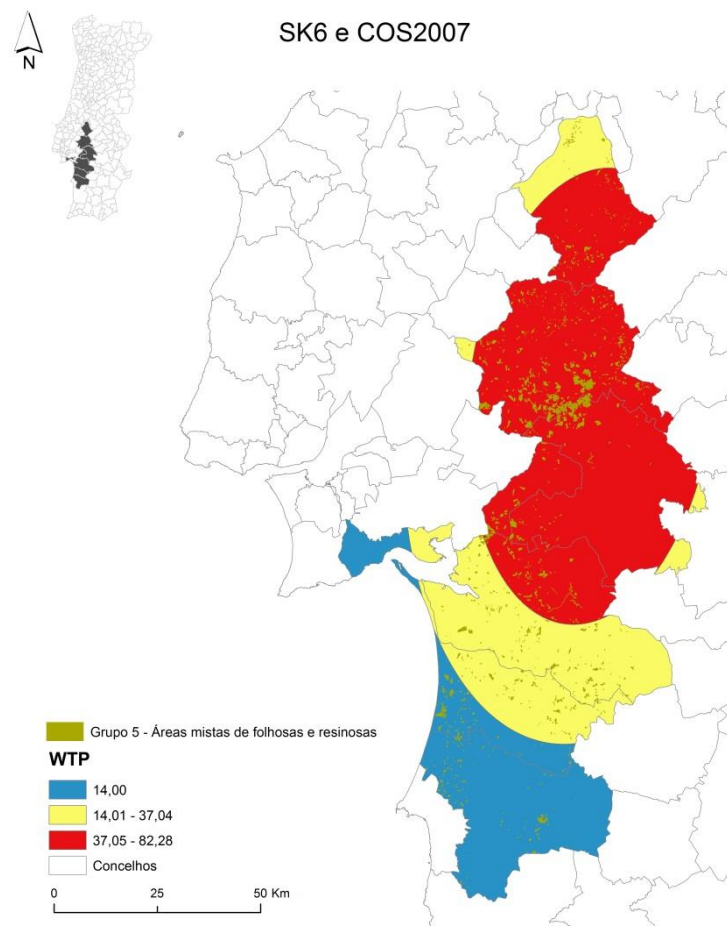 SK6 e COS2007
N
Grupo 5 - Áreas mistas de folhosas e resinosas
WTP
14,00
14,01 - 37,04
37,05 - 82,28
Concelhos
0 25 50 Km